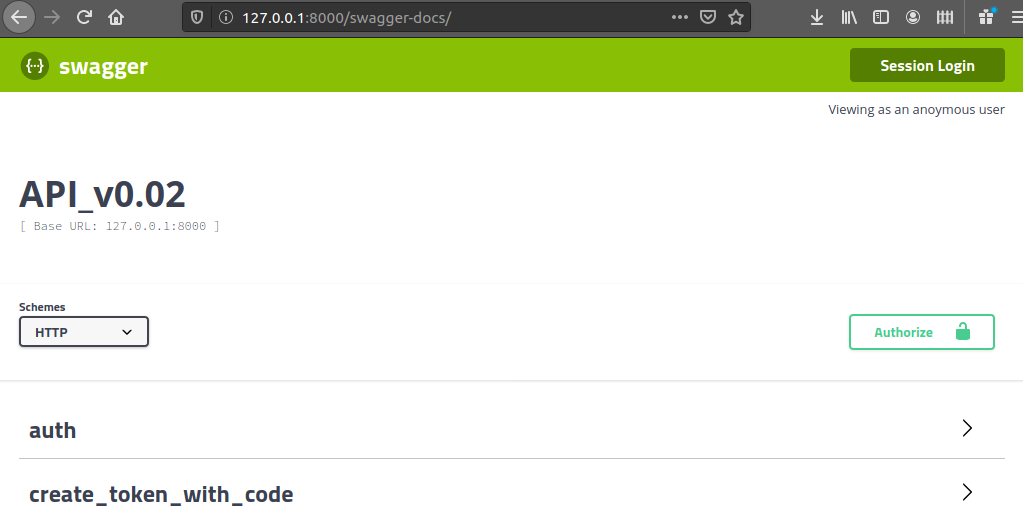 127.0.0.1:8000/swagger-docs/
swagger
Session Login
Viewing as an anoymous user
API_v0.02
[ Base URL: 127.0.0.1:8000 ]
Schemes
HTTP
Authorize
auth
create_token_with_code